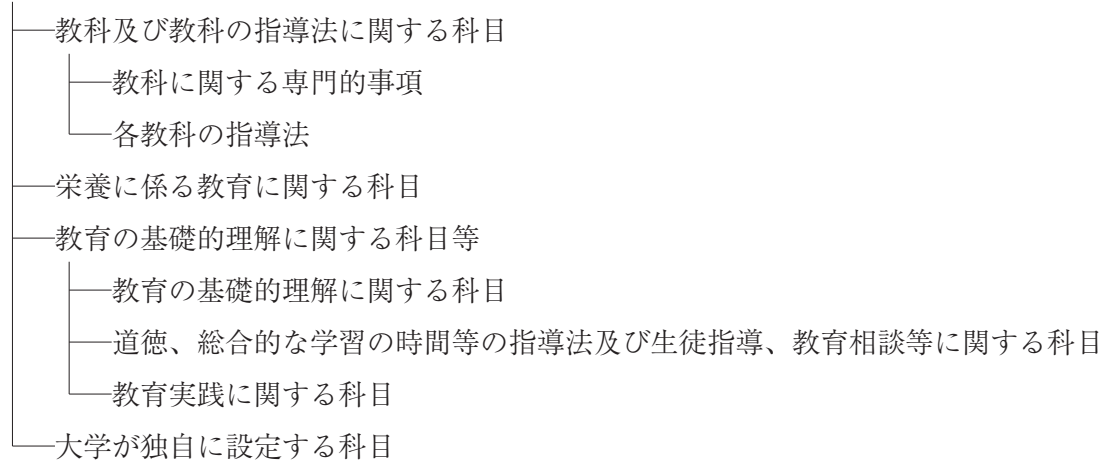 教科及び教科の指導法に関する科目
教科に関する専門的事項
各教科の指導法
栄養に係る教育に関する科目
教育の基礎的理解に関する科目等
教育の基礎的理解に関する科目
道徳、総合的な学習の時間等の指導法及び生徒指導、教育相談等に関する科目
教育実践に関する科目
大学が独自に設定する科目